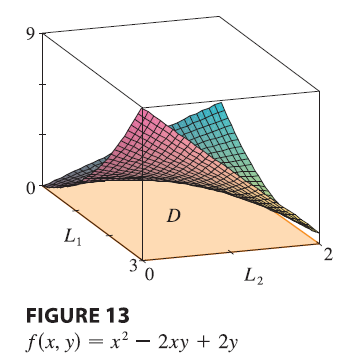 9
0
D
L₁
3
0
L₂
2
FIGURE 13
f(x, y) = x² − 2xy + 2y